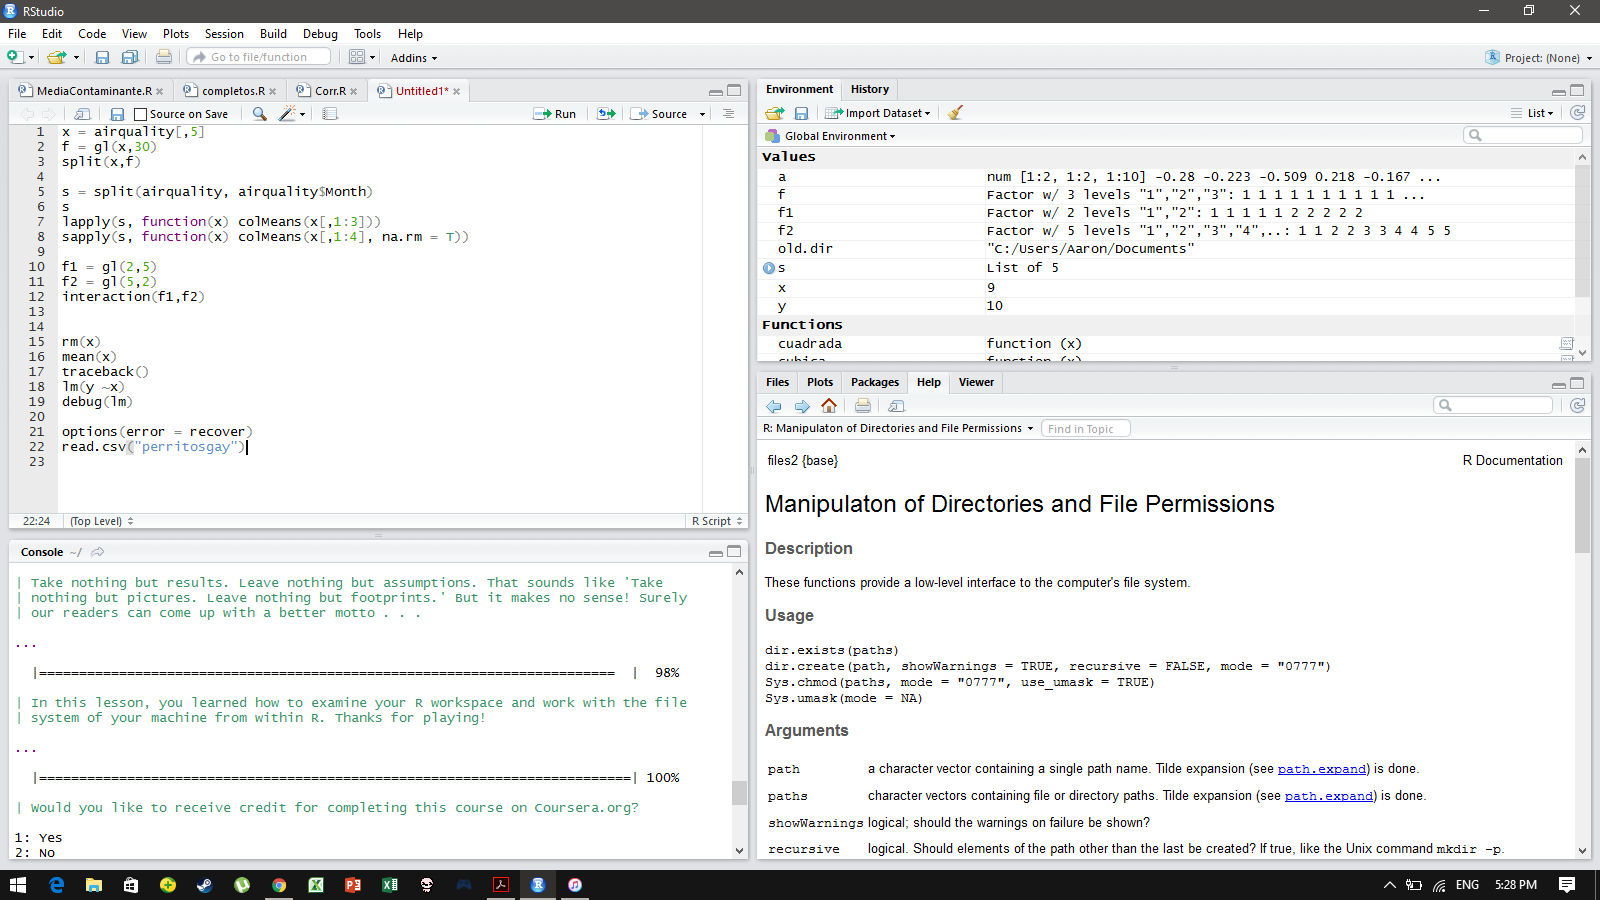 RStudio
File Edit Code View Plots Session Build Debug Tools Help
Go to file/function Addins Project: (None)
MediaContaminante.R completos.R Corr.R Untitled1*
Source on Save Run Source
1 x = airquality[,5]
2 f = gl(x,30)
3 split(x,f)
4
5 s = split(airquality, airquality$Month)
6 s
7 lapply(s, function(x) colMeans(x[,1:3]))
8 sapply(s, function(x) colMeans(x[,1:4], na.rm = T))
9
10 f1 = gl(2,5)
11 f2 = gl(5,2)
12 interaction(f1,f2)
13
14
15 rm(x)
16 mean(x)
17 traceback()
18 lm(y ~x)
19 debug(lm)
20
21 options(error = recover)
22 read.csv("perritosgay")
23
22:24 (Top Level) R Script
Console ~/
| Take nothing but results. Leave nothing but assumptions. That sounds like 'Take
| nothing but pictures. Leave nothing but footprints.' But it makes no sense! Surely
| our readers can come up with a better motto . . .
...
|======================================================================== | 98%
| In this lesson, you learned how to examine your R workspace and work with the file
| system of your machine from within R. Thanks for playing!
...
|==========================================================================| 100%
| Would you like to receive credit for completing this course on Coursera.org?
1: Yes
2: No
Environment History
Import Dataset List
Global Environment
Values
a num [1:2, 1:2, 1:10] -0.28 -0.223 -0.509 0.218 -0.167 ...
f Factor w/ 3 levels "1","2","3": 1 1 1 1 1 1 1 1 1 1 ...
f1 Factor w/ 2 levels "1","2": 1 1 1 1 1 2 2 2 2 2
f2 Factor w/ 5 levels "1","2","3","4",..: 1 1 2 2 3 3 4 4 5 5
old.dir "C:/Users/Aaron/Documents"
s List of 5
x 9
y 10
Functions
cuadrada function (x)
cubica function (x)
Files Plots Packages Help Viewer
R: Manipulaton of Directories and File Permissions Find in Topic
files2 {base} R Documentation
Manipulaton of Directories and File Permissions
Description
These functions provide a low-level interface to the computer's file system.
Usage
dir.exists(paths)
dir.create(path, showWarnings = TRUE, recursive = FALSE, mode = "0777")
Sys.chmod(paths, mode = "0777", use_umask = TRUE)
Sys.umask(mode = NA)
Arguments
path a character vector containing a single path name. Tilde expansion (see path.expand) is done.
paths character vectors containing file or directory paths. Tilde expansion (see path.expand) is done.
showWarnings logical; should the warnings on failure be shown?
recursive logical. Should elements of the path other than the last be created? If true, like the Unix command mkdir -p.
ENG 5:28 PM